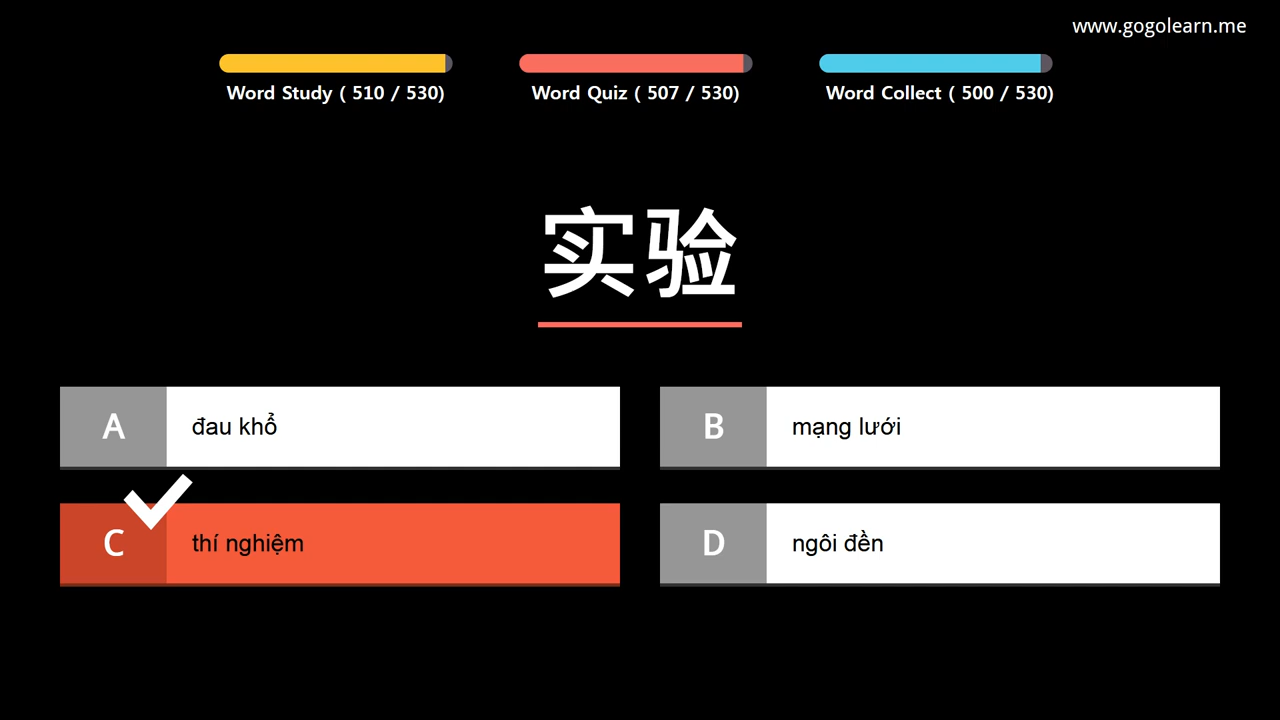 www.gogolearn.me
Word Study ( 510 / 530)
Word Quiz ( 507 / 530)
Word Collect ( 500 / 530)
实验
A
đau khổ
B
mạng lưới
C
thí nghiệm
D
ngôi đền